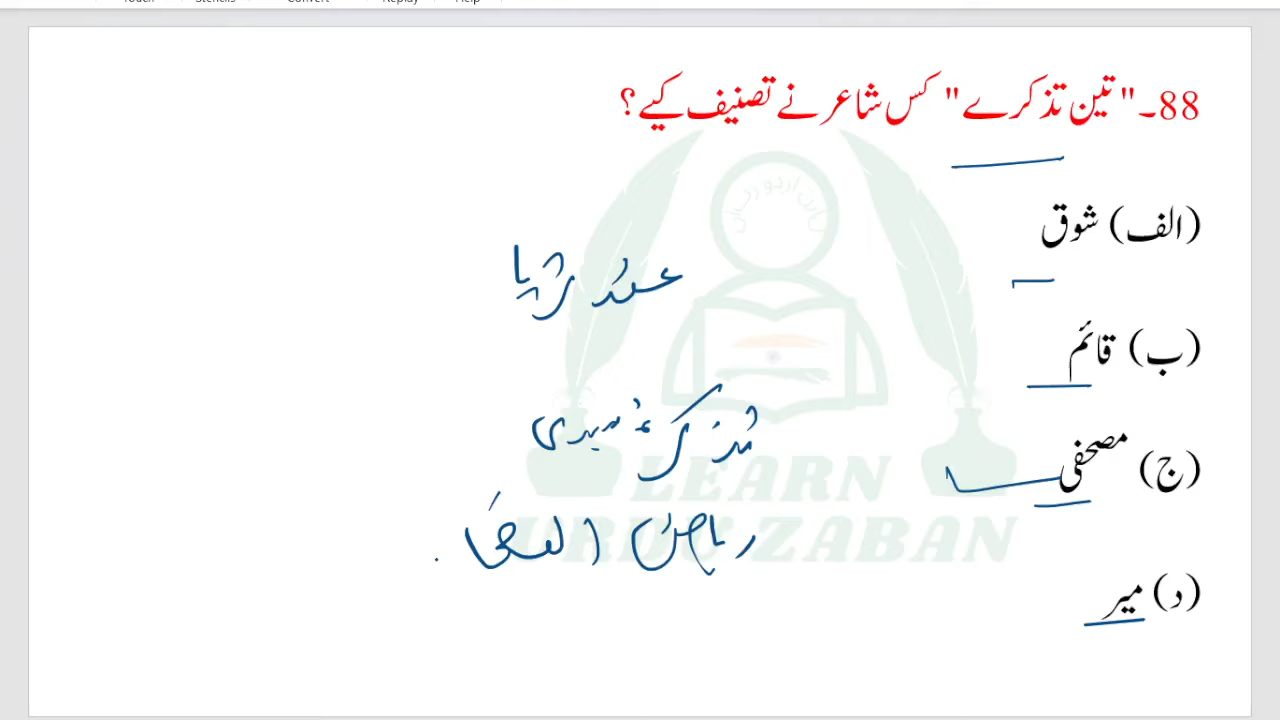 88۔ "تین تذکرے" کس شاعر نے تصنیف کیے؟
(الف) شوق
عقد ثریا
(ب) قائم
تذکرۂ ہندی
(ج) مصحفی
LEARN
ریاض الفصحا
URDU ZABAN
(د) میر